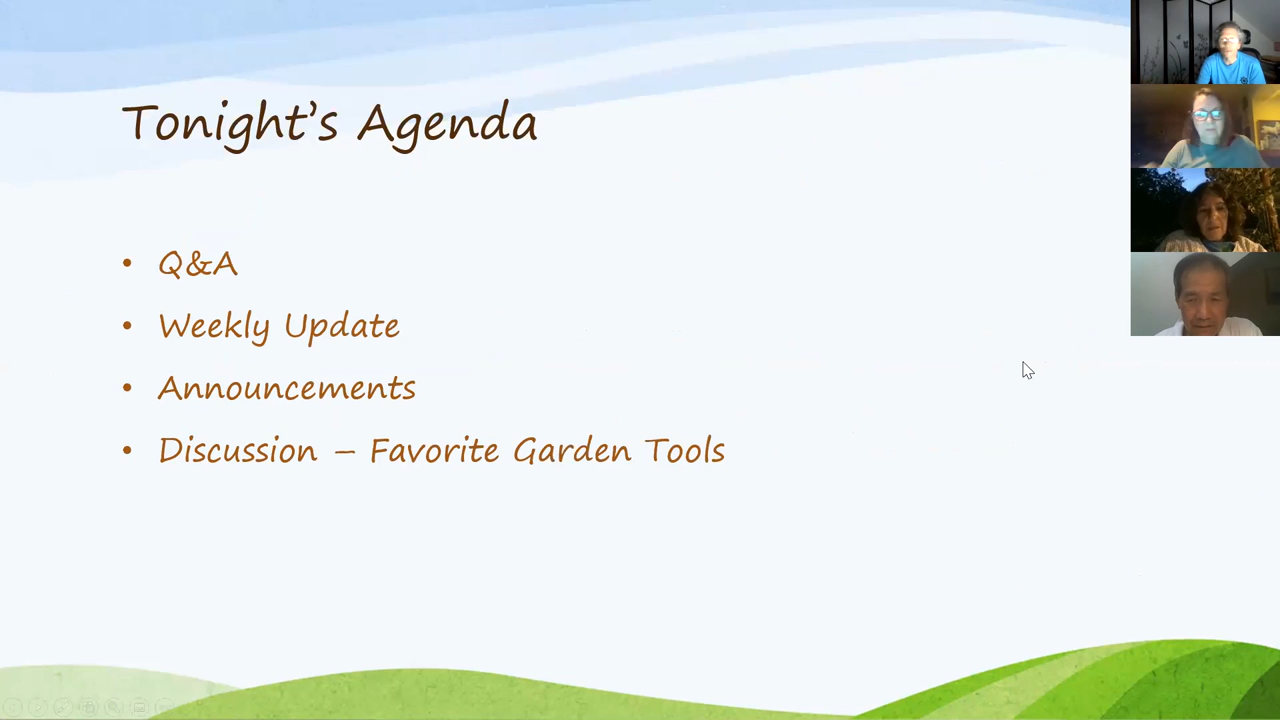 Tonight's Agenda
• Q&A
• Weekly Update
• Announcements
• Discussion – Favorite Garden Tools